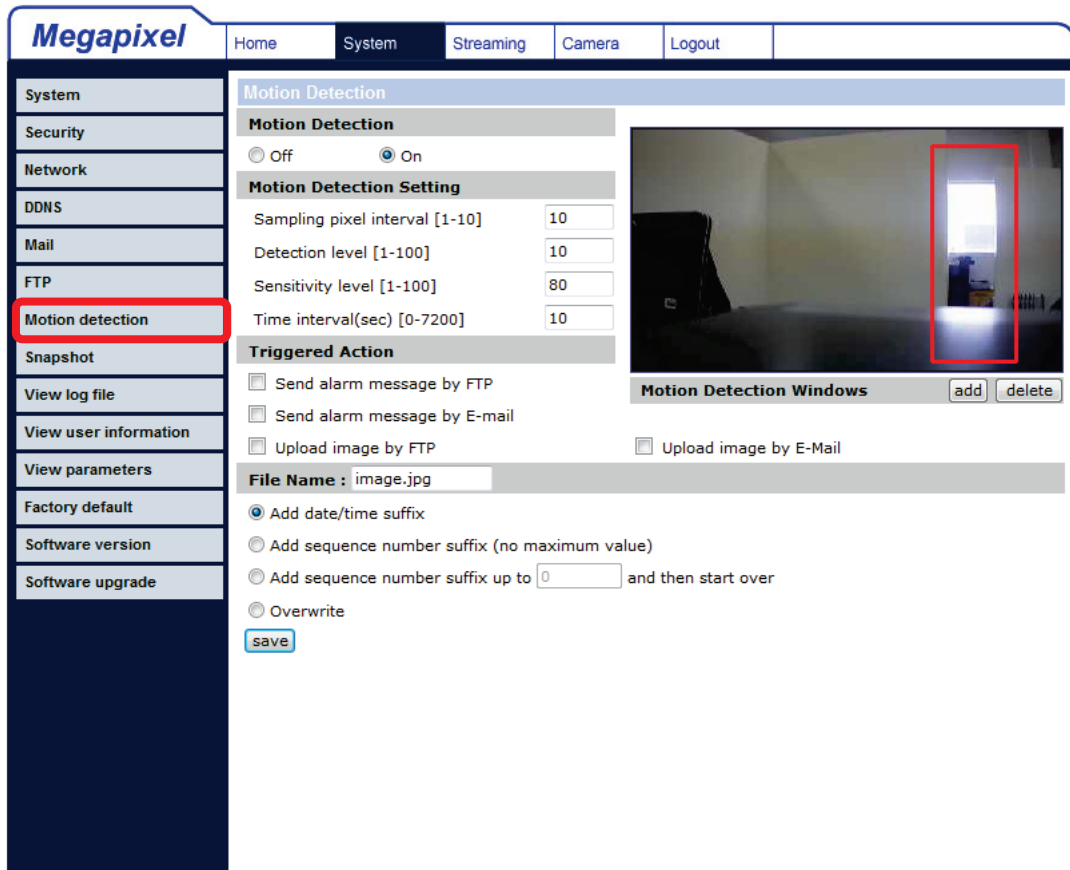 Megapixel
Home System Streaming Camera Logout
System
Security
Network
DDNS
Mail
FTP
Motion detection
Snapshot
View log file
View user information
View parameters
Factory default
Software version
Software upgrade
Motion Detection
Motion Detection
Off On
Motion Detection Setting
Sampling pixel interval [1-10] 10
Detection level [1-100] 10
Sensitivity level [1-100] 80
Time interval(sec) [0-7200] 10
Triggered Action
Send alarm message by FTP
Send alarm message by E-mail
Upload image by FTP
Motion Detection Windows add delete
Upload image by E-Mail
File Name : image.jpg
Add date/time suffix
Add sequence number suffix (no maximum value)
Add sequence number suffix up to 0 and then start over
Overwrite
save